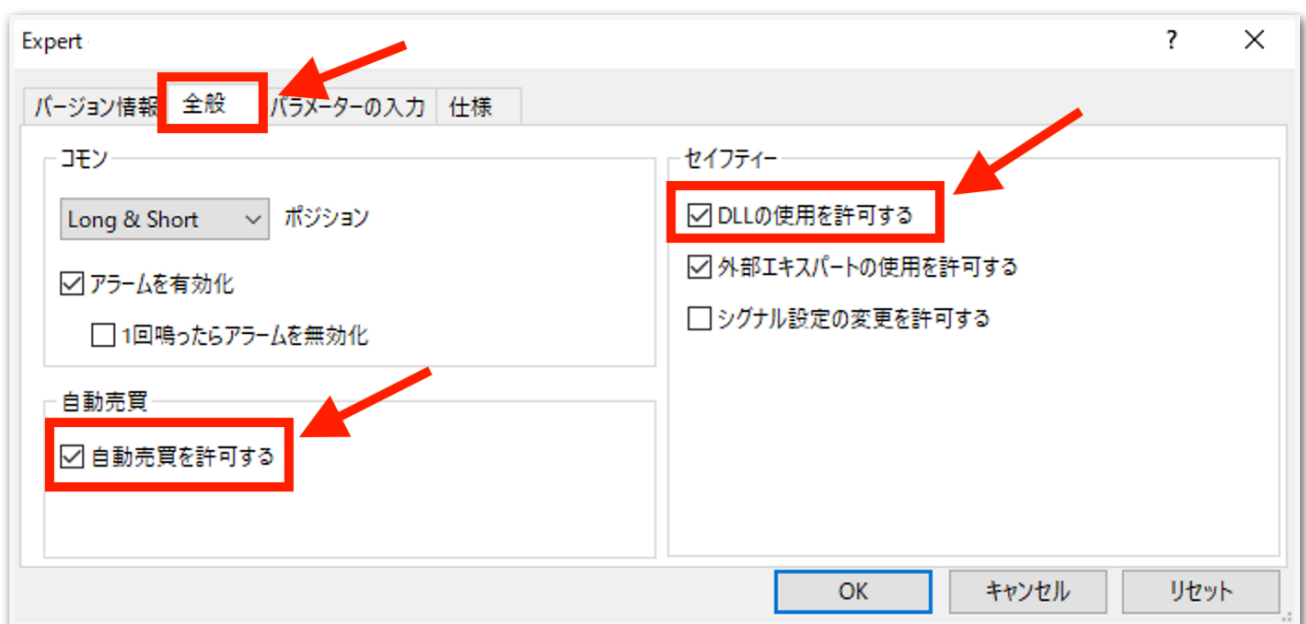 Expert
?
バージョン情報 全般 パラメーターの入力 仕様
コモン
Long & Short ポジション
アラームを有効化
1回鳴ったらアラームを無効化
自動売買
自動売買を許可する
セイフティー
DLLの使用を許可する
外部エキスパートの使用を許可する
シグナル設定の変更を許可する
OK キャンセル リセット